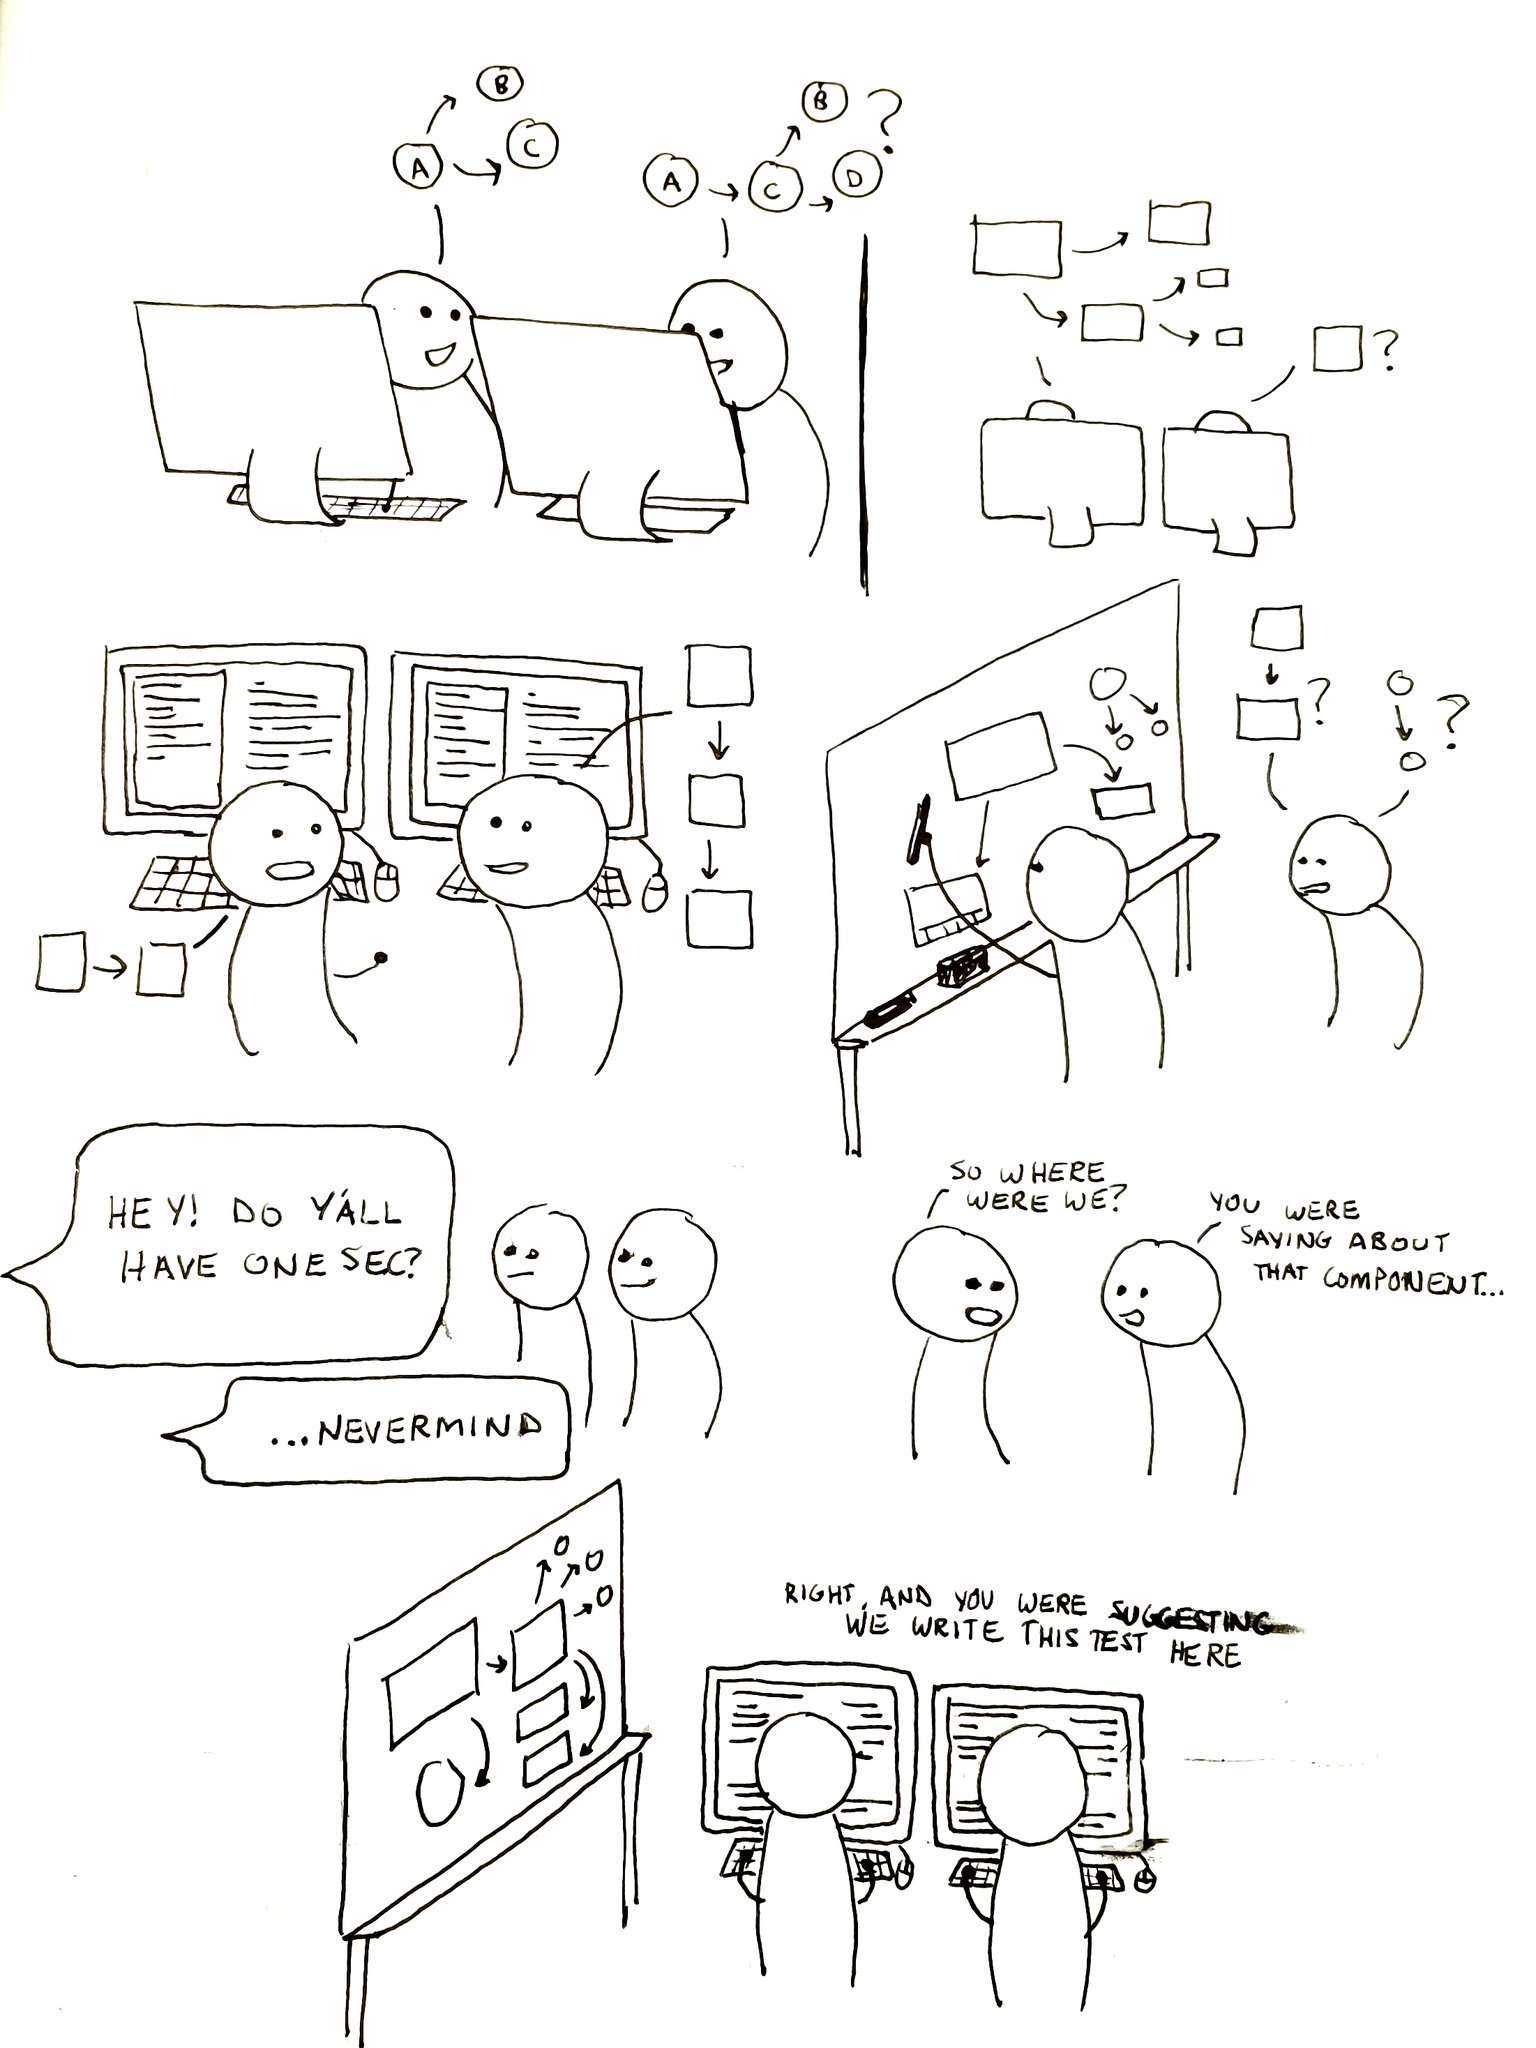 B
A
C
B
?
A
C
D
?
?
?
HEY! DO Y'ALL
HAVE ONE SEC?
...NEVERMIND
SO WHERE
WERE WE?
YOU WERE
SAYING ABOUT
THAT COMPONENT...
RIGHT, AND YOU WERE SUGGESTING
WE WRITE THIS TEST HERE